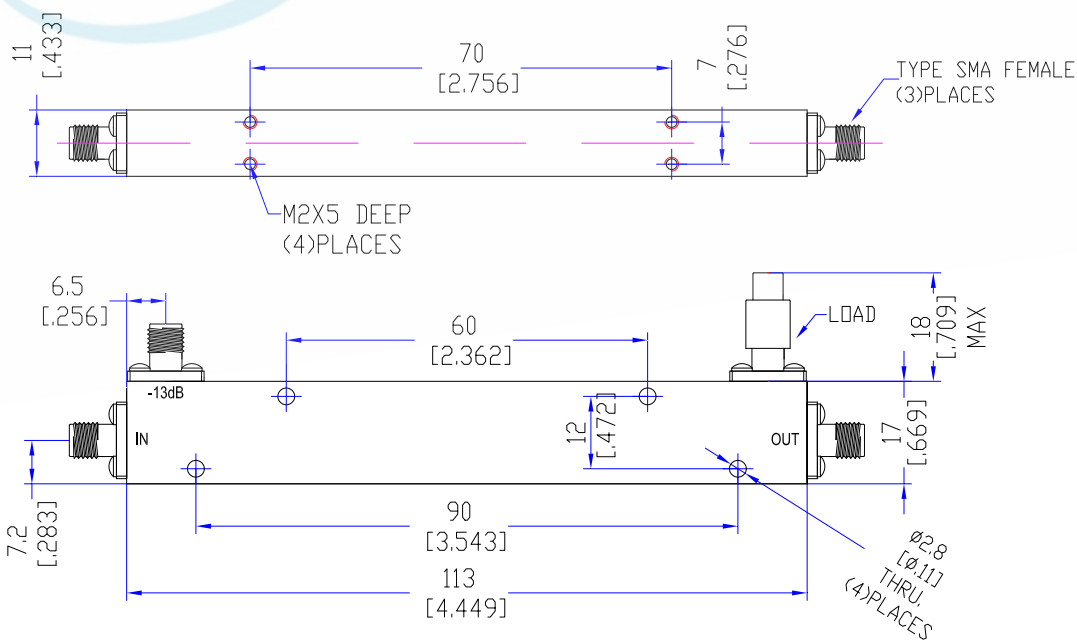 11
[.433]
70
[2.756]
7
[.276]
TYPE SMA FEMALE
(3)PLACES
M2X5 DEEP
(4)PLACES
6.5
[.256]
60
[2.362]
LOAD
18
[.709]
MAX
-13dB
IN
12
[.472]
OUT
17
[.669]
7.2
[.283]
90
[3.543]
113
[4.449]
Ø2.8
[Ø.11]
THRU.
(4)PLACES